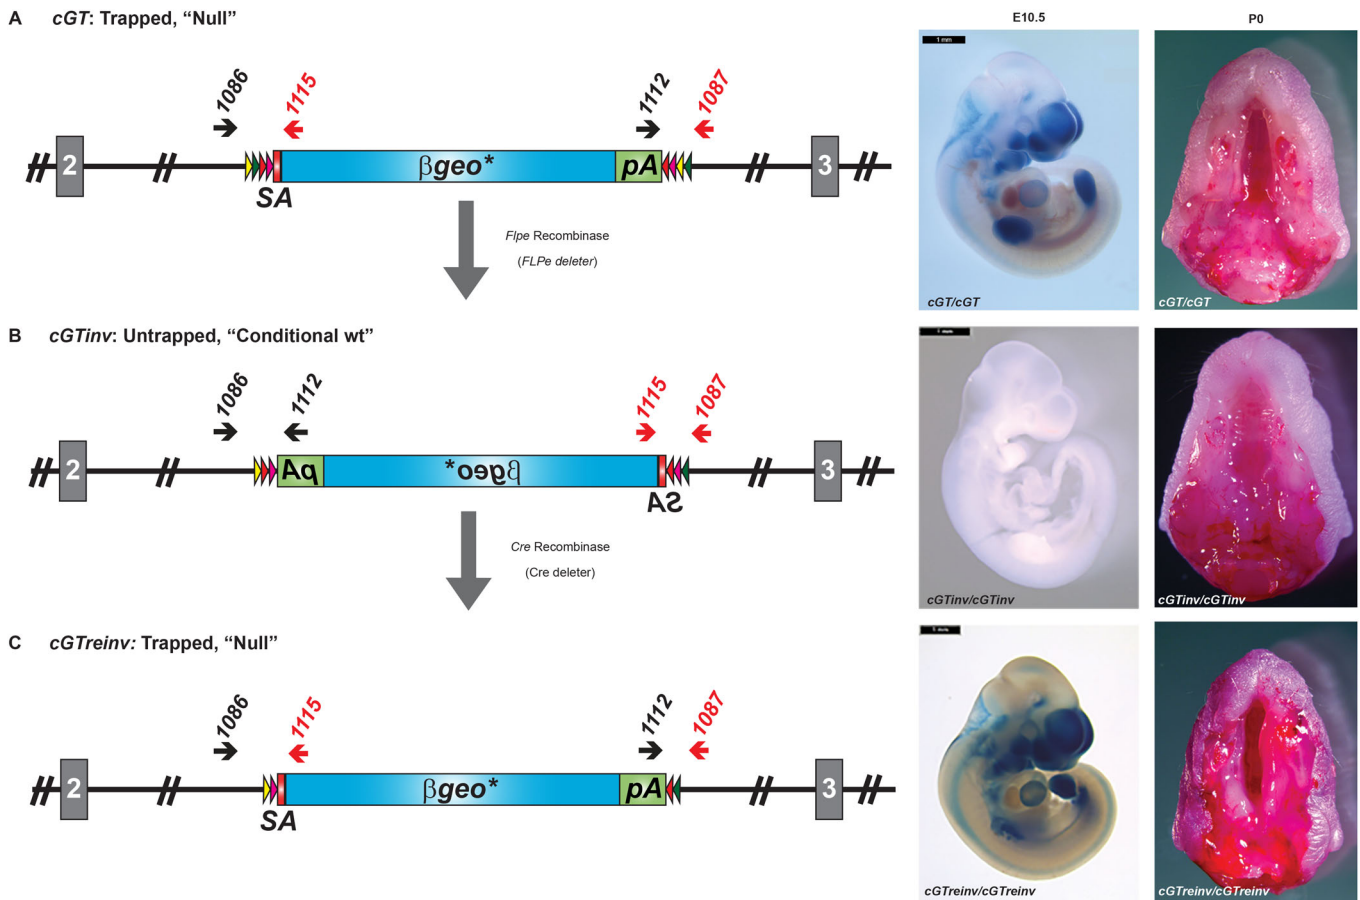 A cGT: Trapped, “Null”
E10.5
P0
1 mm
1086
1115
1112
1087
2
βgeo*
pA
3
SA
Flpe Recombinase
(FLPe deleter)
cGT/cGT
cGT/cGT
B cGTinv: Untrapped, “Conditional wt”
1086
1112
1115
1087
2
pA
βgeo*
3
SA
Cre Recombinase
(Cre deleter)
cGTinv/cGTinv
cGTinv/cGTinv
C cGTreinv: Trapped, “Null”
1086
1115
1112
1087
2
βgeo*
pA
3
SA
cGTreinv/cGTreinv
cGTreinv/cGTreinv